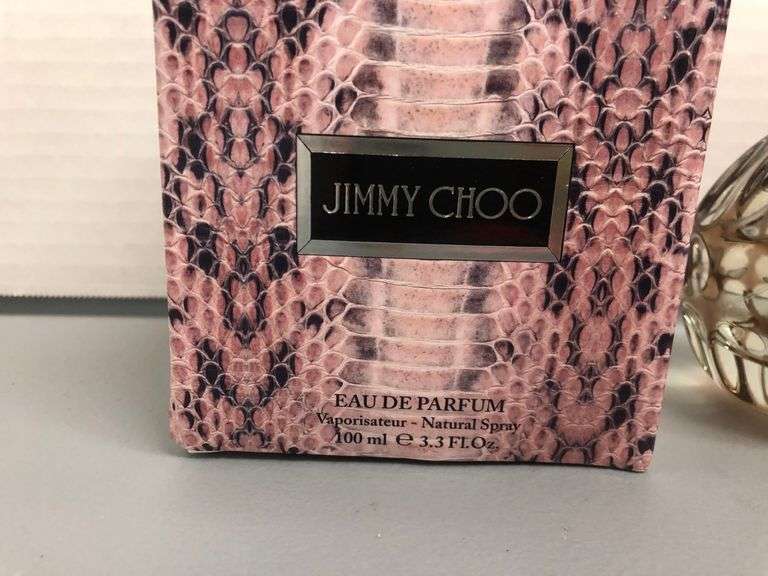 JIMMY CHOO
EAU DE PARFUM
Vaporisateur - Natural Spray
100 ml ℮ 3.3 Fl.Oz.